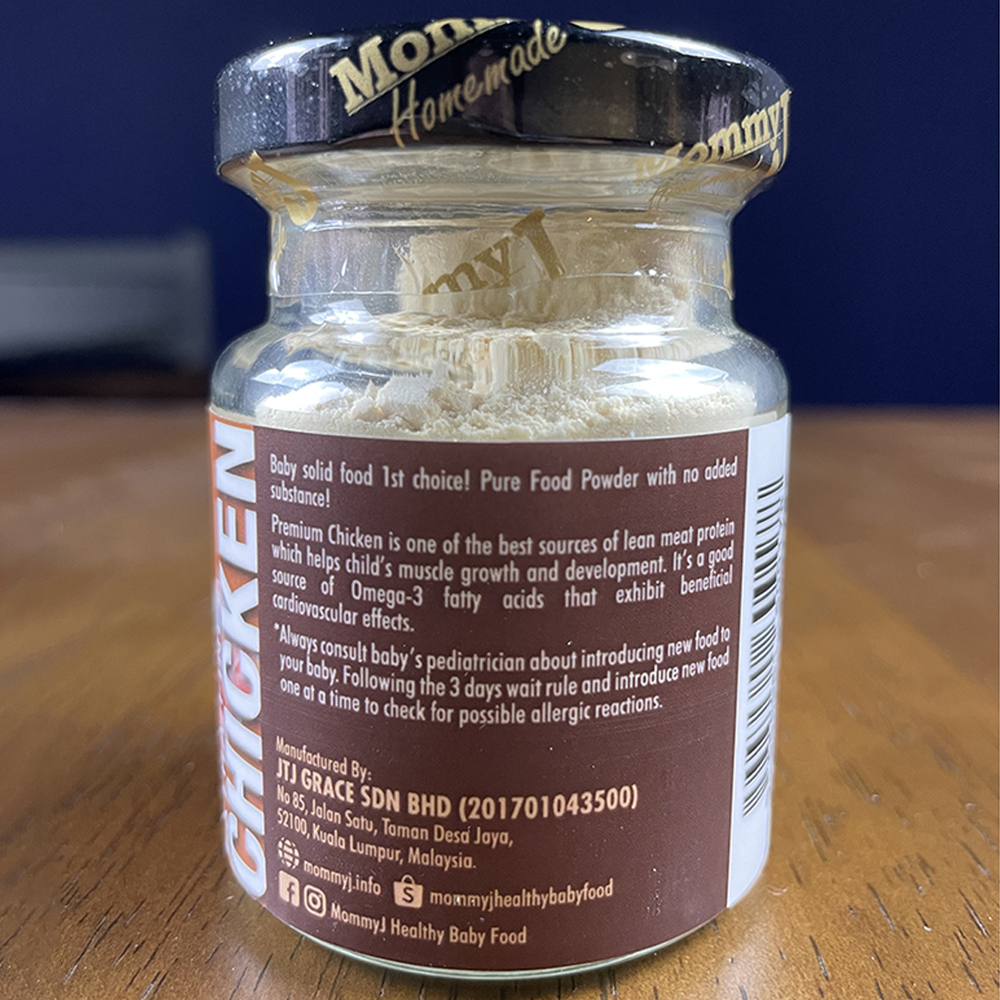 Homemade
MommyJ
myJ
CHICKEN
Baby solid food 1st choice! Pure Food Powder with no added
substance!
Premium Chicken is one of the best sources of lean meat protein
which helps child's muscle growth and development. It's a good
source of Omega-3 fatty acids that exhibit beneficial
cardiovascular effects.
*Always consult baby's pediatrician about introducing new food to
your baby. Following the 3 days wait rule and introduce new food
one at a time to check for possible allergic reactions.
Manufactured By:
JTJ GRACE SDN BHD (201701043500)
No 85, Jalan Satu, Taman Desa Jaya,
52100, Kuala Lumpur, Malaysia.
mommyj.info mommyjhealthybabyfood
MommyJ Healthy Baby Food